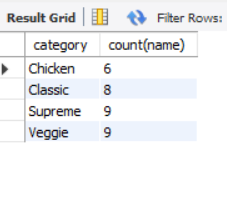 Result Grid Filter Rows:
category count(name)
Chicken 6
Classic 8
Supreme 9
Veggie 9